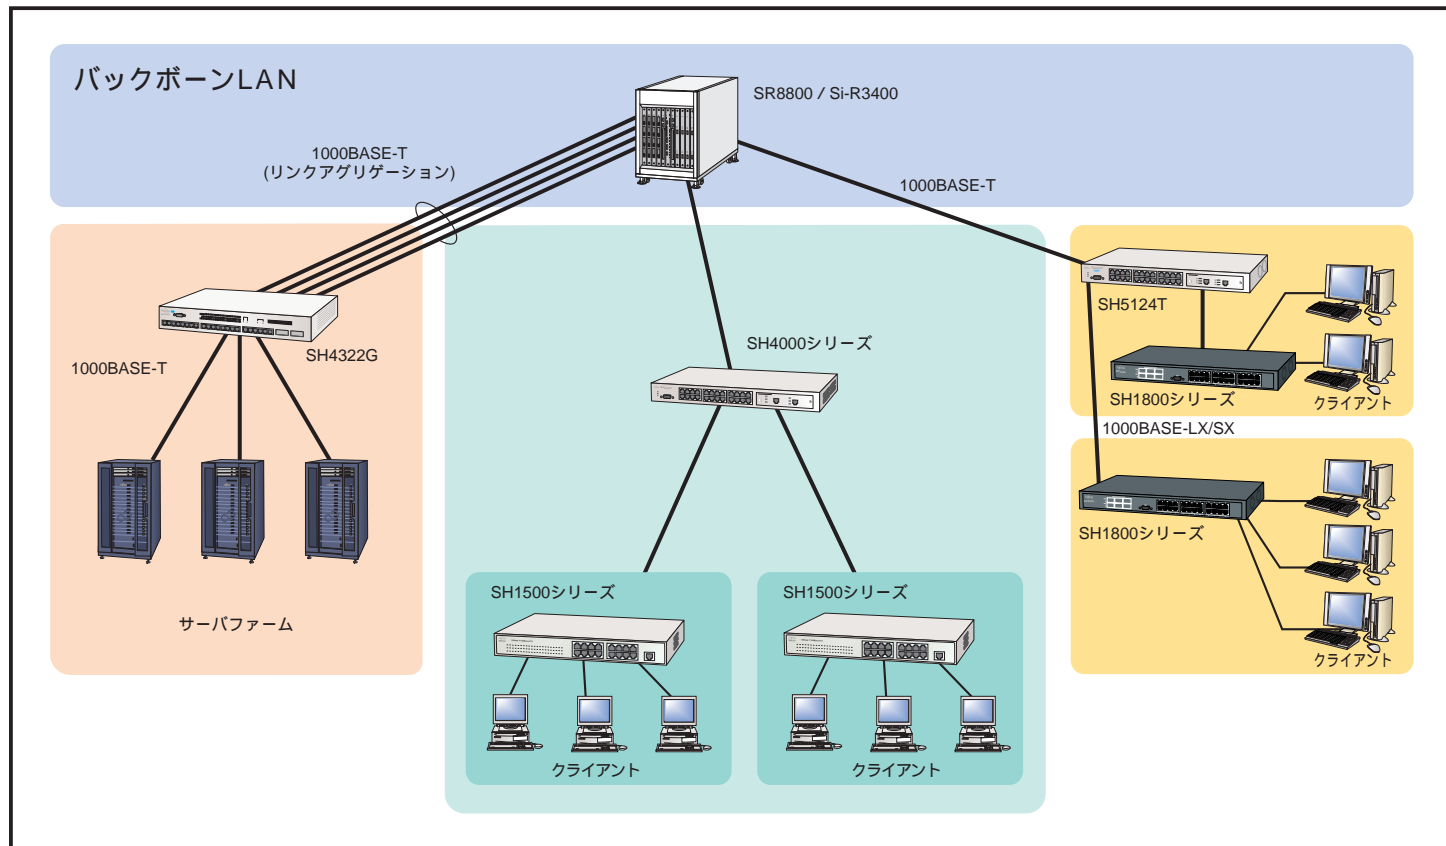 バックボーンLAN
SR8800 / Si-R3400
1000BASE-T
(リンクアグリゲーション)
1000BASE-T
SH5124T
SH4322G
1000BASE-T
SH4000シリーズ
SH1800シリーズ
クライアント
1000BASE-LX/SX
SH1800シリーズ
クライアント
サーバファーム
SH1500シリーズ
SH1500シリーズ
クライアント
クライアント